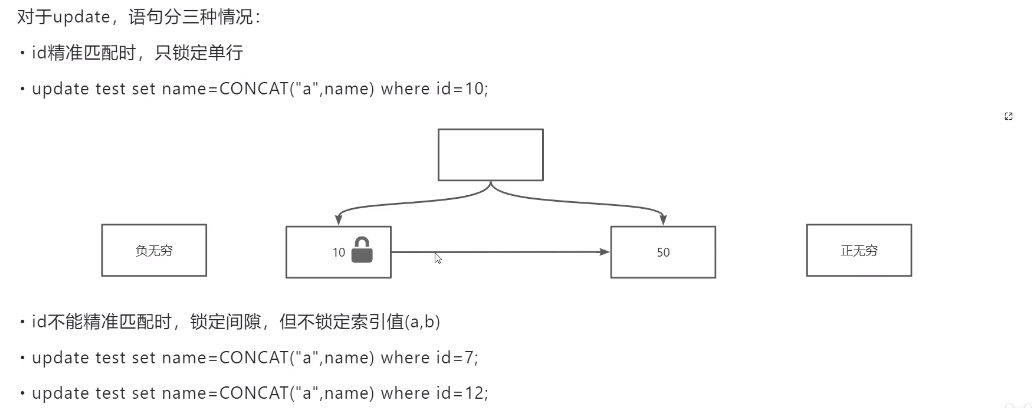 对于update，语句分三种情况：
• id精准匹配时，只锁定单行
• update test set name=CONCAT("a",name) where id=10;
负无穷
10
50
正无穷
• id不能精准匹配时，锁定间隙，但不锁定索引值(a,b)
• update test set name=CONCAT("a",name) where id=7;
• update test set name=CONCAT("a",name) where id=12;